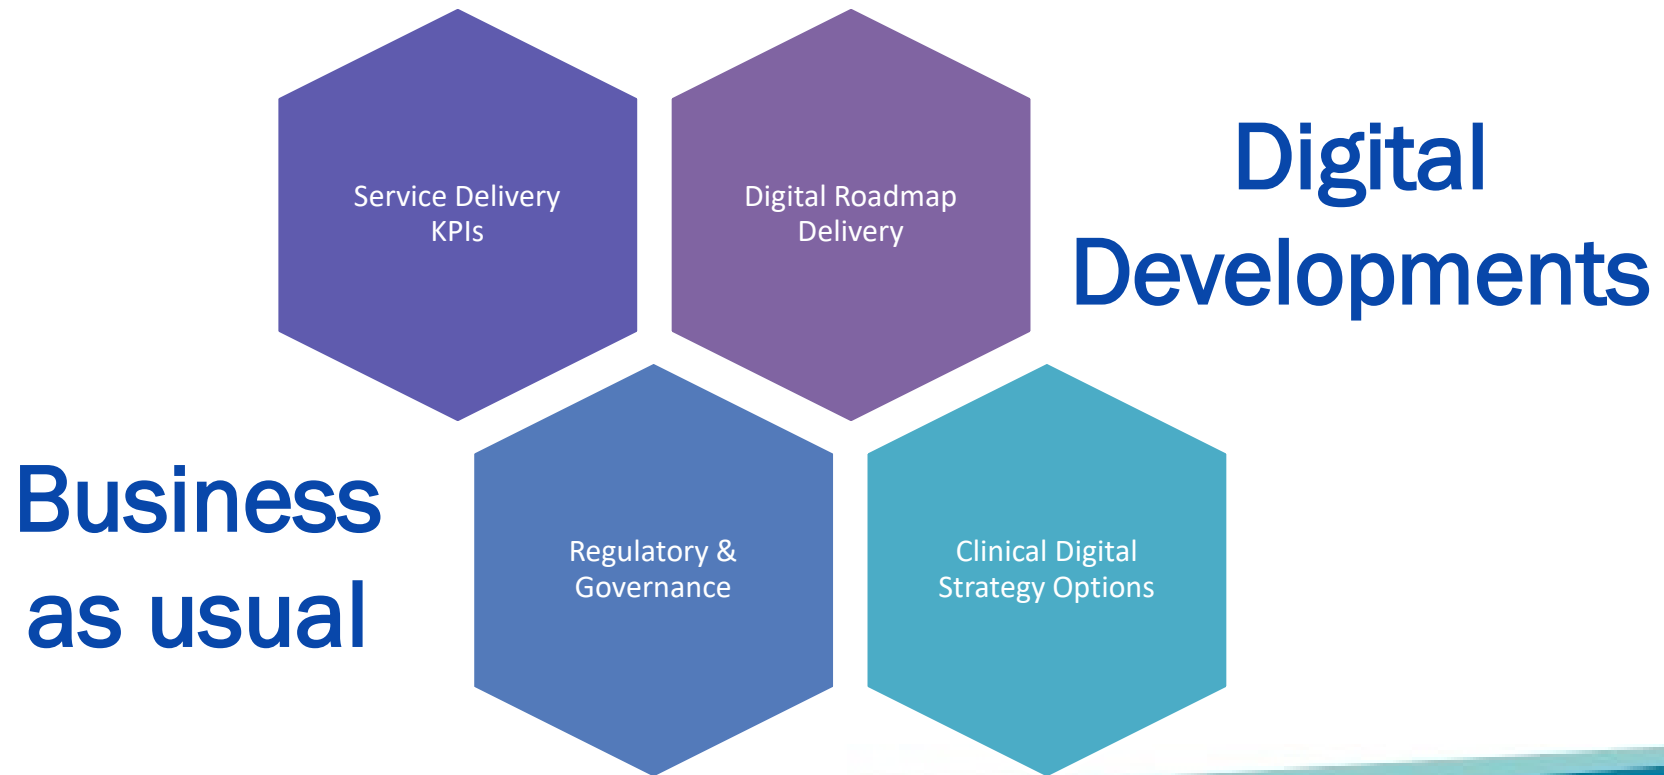 Service Delivery
KPIs
Digital Roadmap
Delivery
Digital
Developments
Business
as usual
Regulatory &
Governance
Clinical Digital
Strategy Options